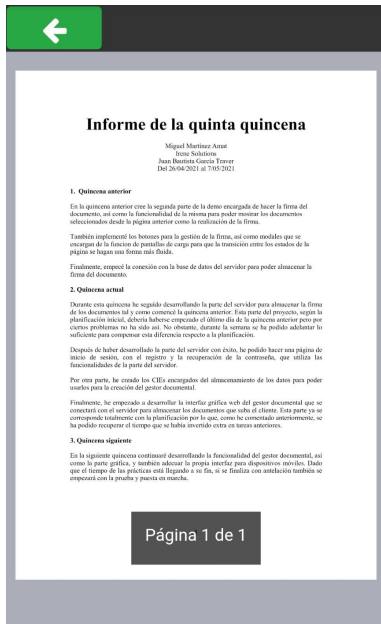 Informe de la quinta quincena
Miguel Martínez Amat
Irene Solutions
Juan Bautista García Traver
Del 26/04/2021 al 7/05/2021
1. Quincena anterior
En la quincena anterior cree la segunda parte de la demo encargada de hacer la firma del
documento, así como la funcionalidad de la misma para poder mostrar los documentos
seleccionados desde la página anterior como la realización de la firma.
También implementé los botones para la gestión de la firma, así como modales que se
encargan de la funcion de pantallas de carga para que la transición entre los estados de la
página se hagan una forma más fluida.
Finalmente, empecé la conexión con la base de datos del servidor para poder almacenar la
firma del documento.
2. Quincena actual
Durante esta quincena he seguido desarrollando la parte del servidor para almacenar la firma
de los documentos tal y como comencé la quincena anterior. Esta parte del proyecto, según la
planificación inicial, debería haberse empezado el último día de la quincena anterior pero por
ciertos problemas no ha sido así. No obstante, durante la semana se ha podido adelantar lo
suficiente para compensar esta diferencia respecto a la planificación.
Después de haber desarrollado la parte del servidor con éxito, he podido hacer una página de
inicio de sesión, con el registro y la recuperación de la contraseña, que utiliza las
funcionalidades de la parte del servidor.
Por otra parte, he creado los CIEs encargados del almacenamiento de los datos para poder
usarlos para la creación del gestor documental.
Finalmente, he empezado a desarrollar la interfaz gráfica web del gestor documental que se
conectará con el servidor para almacenar los documentos que suba el cliente. Esta parte ya se
corresponde totalmente con la planificación por lo que, como he comentado anteriormente, se
ha podido recuperar el tiempo que se había invertido extra en tareas anteriores.
3. Quincena siguiente
En la siguiente quincena continuaré desarrollando la funcionalidad del gestor documental, así
como la parte gráfica, y también adecuar la propia interfaz para dispositivos móviles. Dado
que el tiempo de las prácticas está llegando a su fin, si se finaliza con antelación también se
empezará con la prueba y puesta en marcha.
Página 1 de 1